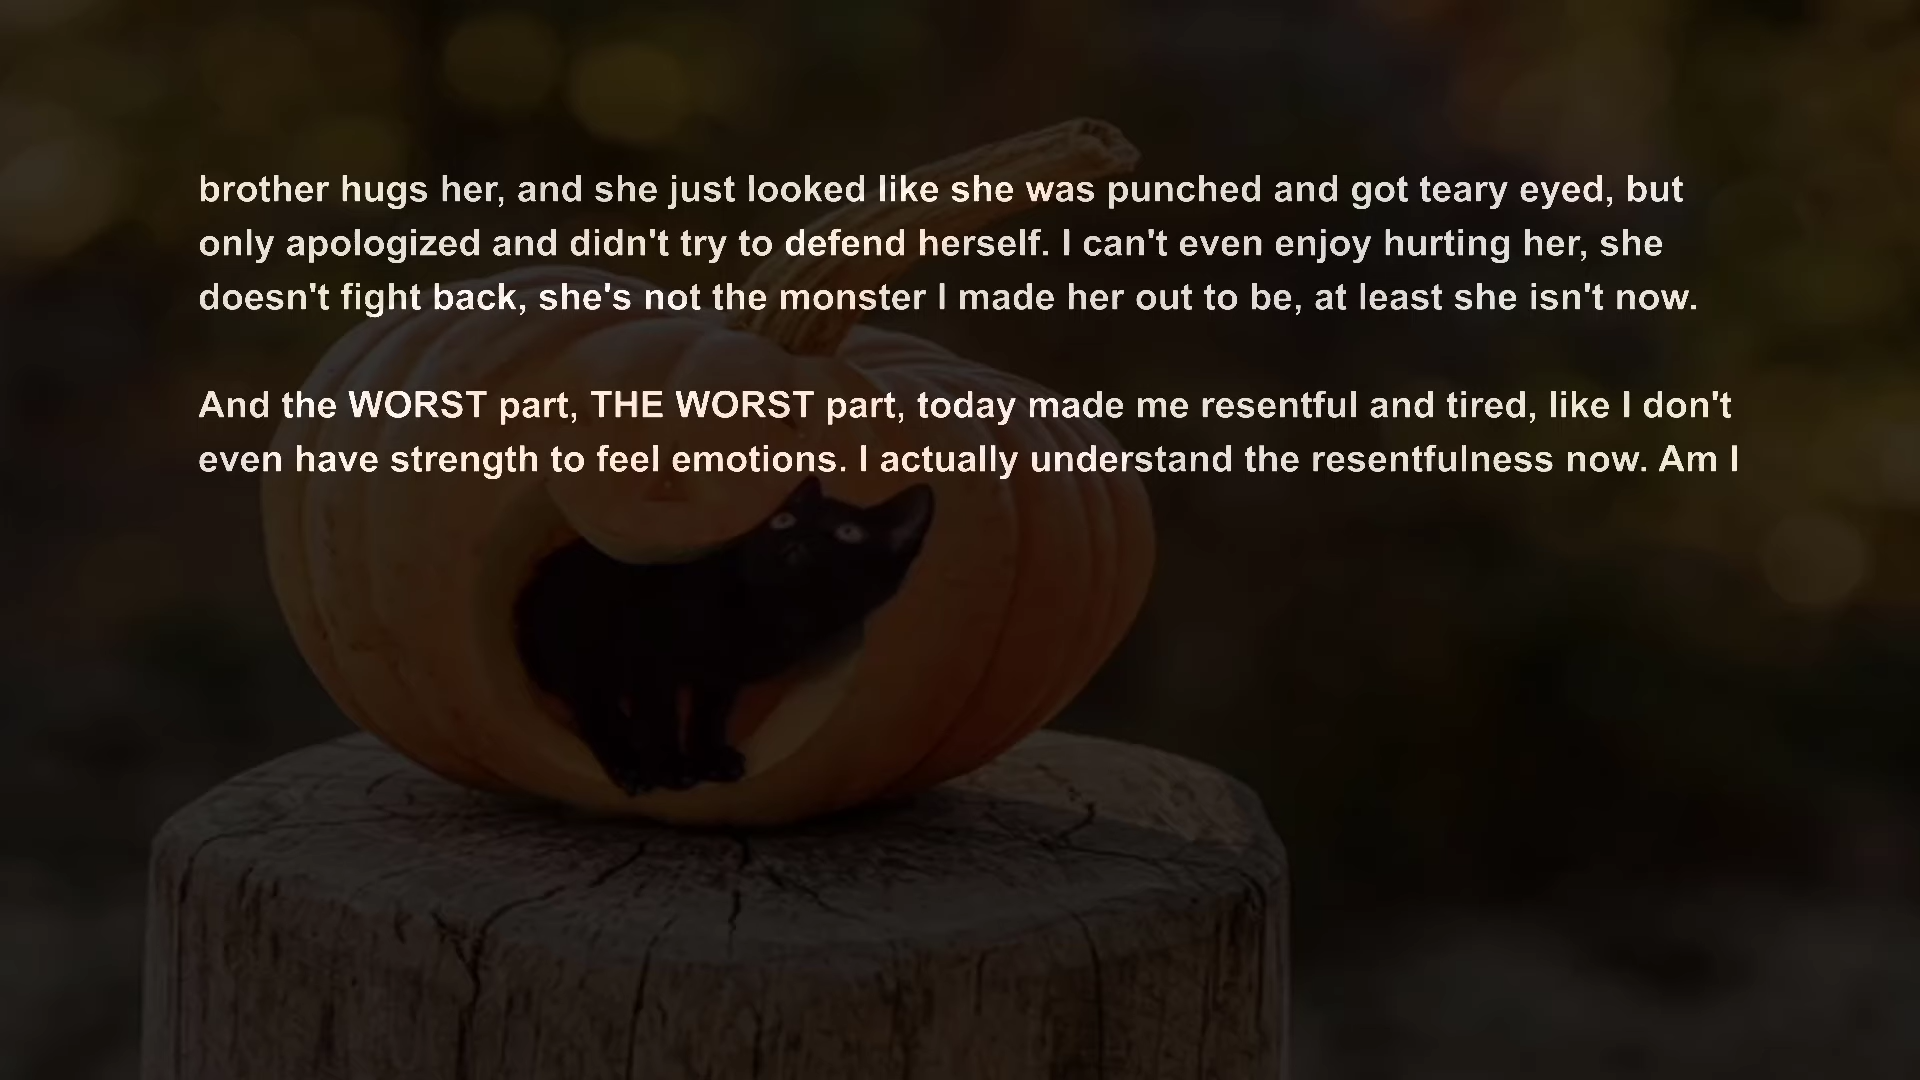 brother hugs her, and she just looked like she was punched and got teary eyed, but
only apologized and didn't try to defend herself. I can't even enjoy hurting her, she
doesn't fight back, she's not the monster I made her out to be, at least she isn't now.
And the WORST part, THE WORST part, today made me resentful and tired, like I don't
even have strength to feel emotions. I actually understand the resentfulness now. Am I